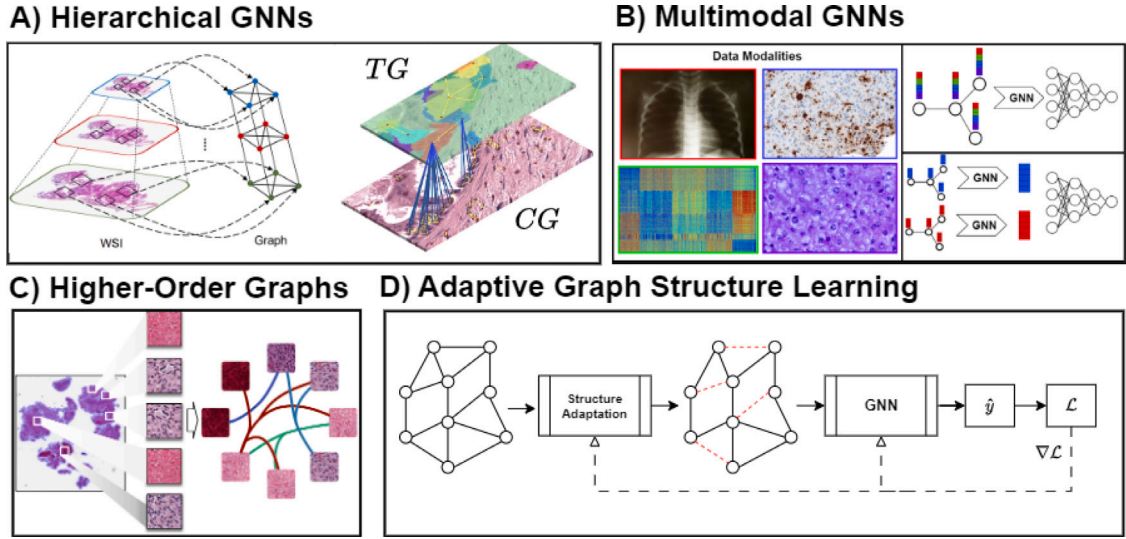 A) Hierarchical GNNs
TG
CG
WSI
Graph
B) Multimodal GNNs
Data Modalities
GNN
GNN
GNN
C) Higher-Order Graphs
D) Adaptive Graph Structure Learning
Structure
Adaptation
GNN
ŷ
ℒ
∇ℒ